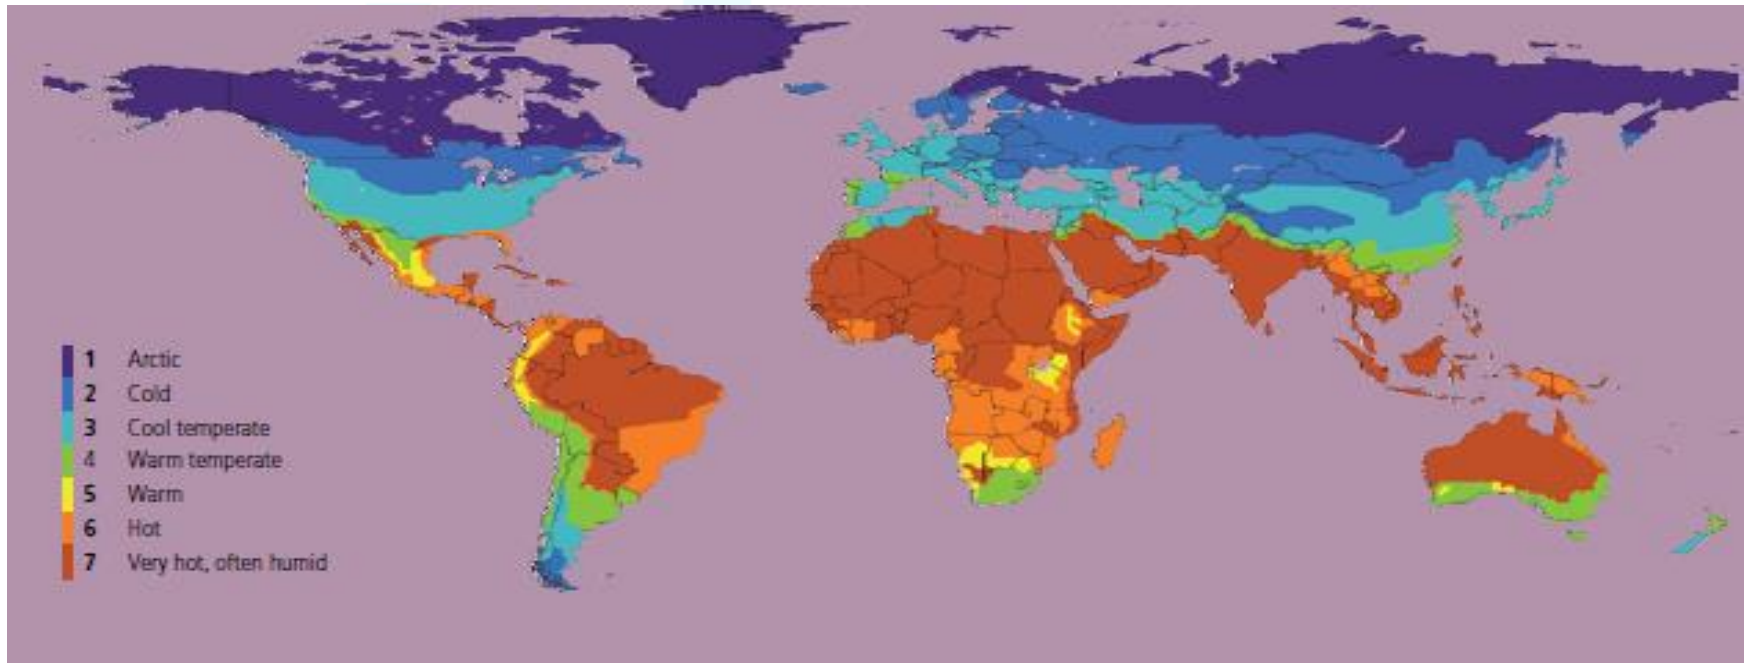 1 Arctic
2 Cold
3 Cool temperate
4 Warm temperate
5 Warm
6 Hot
7 Very hot, often humid